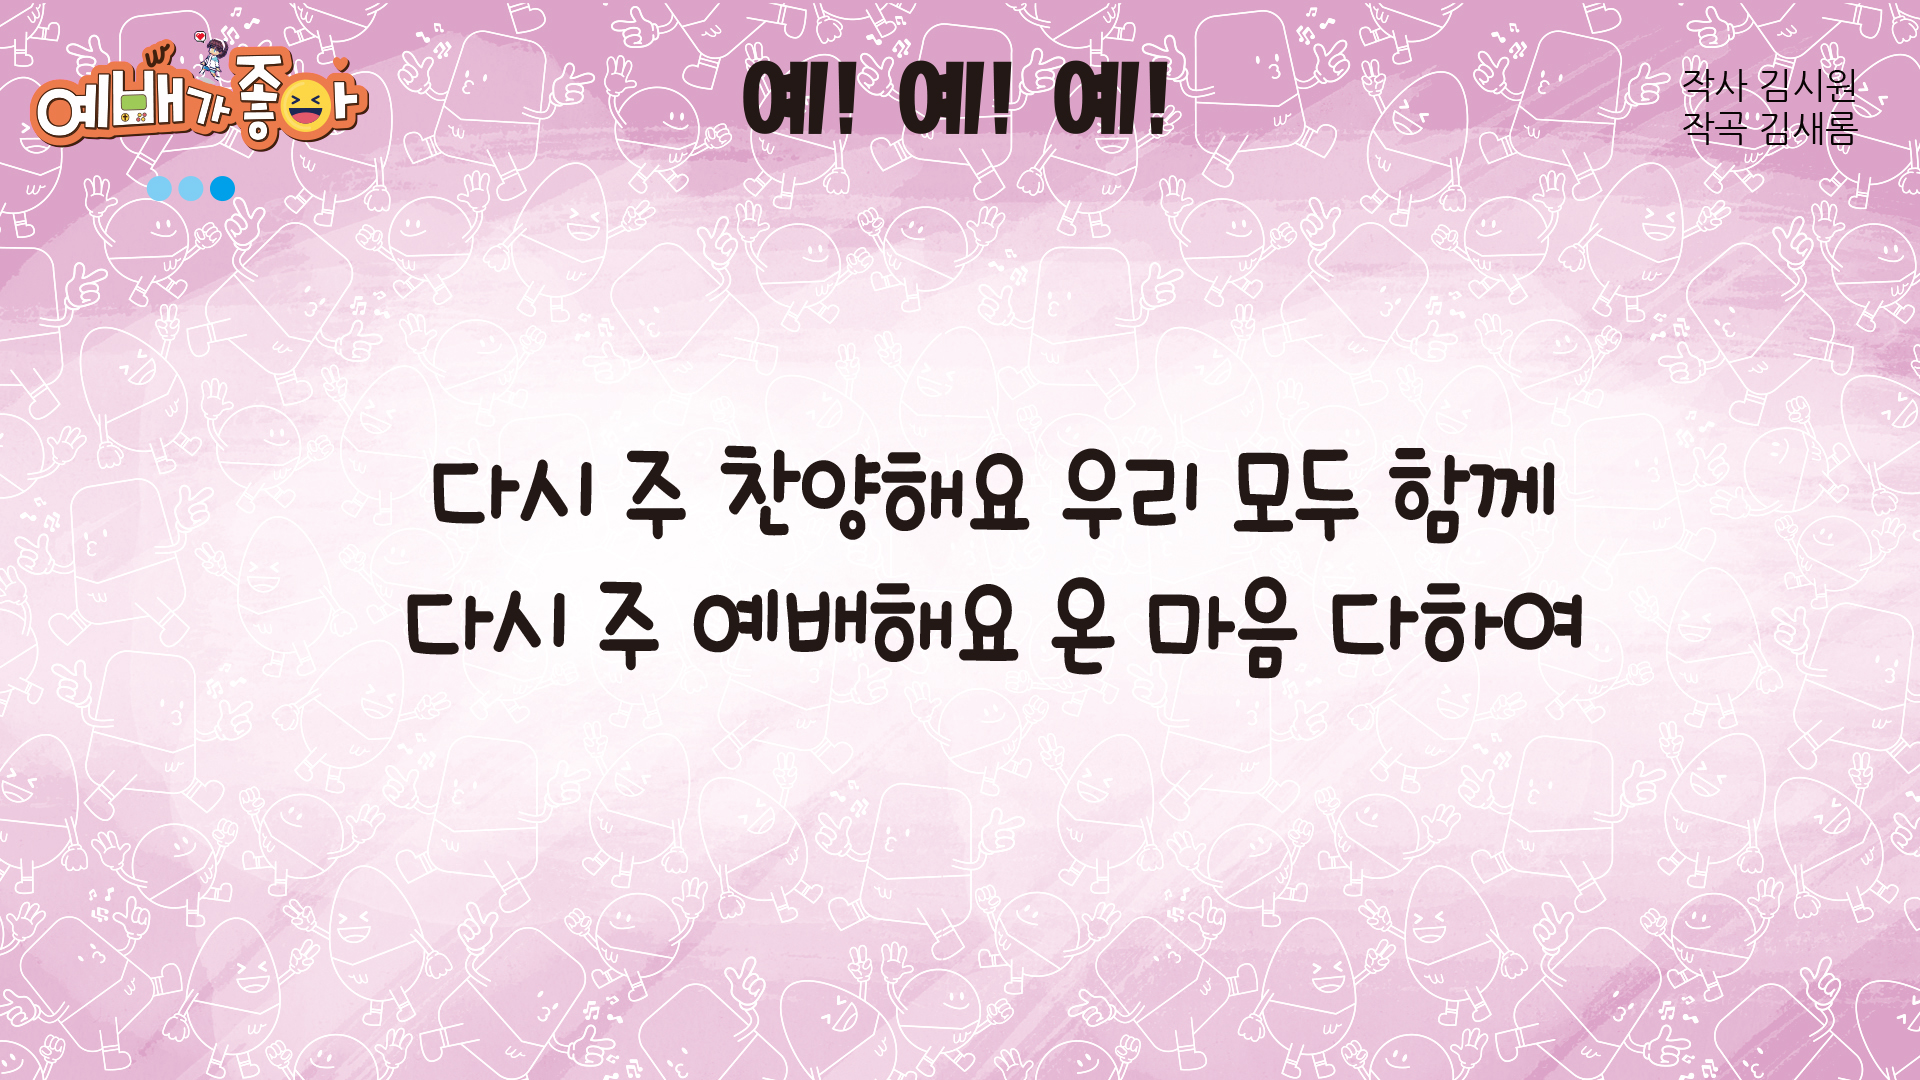 예배가 좋아
예! 예! 예!
작사 김시원
작곡 김새롬
다시 주 찬양해요 우리 모두 함께
다시 주 예배해요 온 마음 다하여